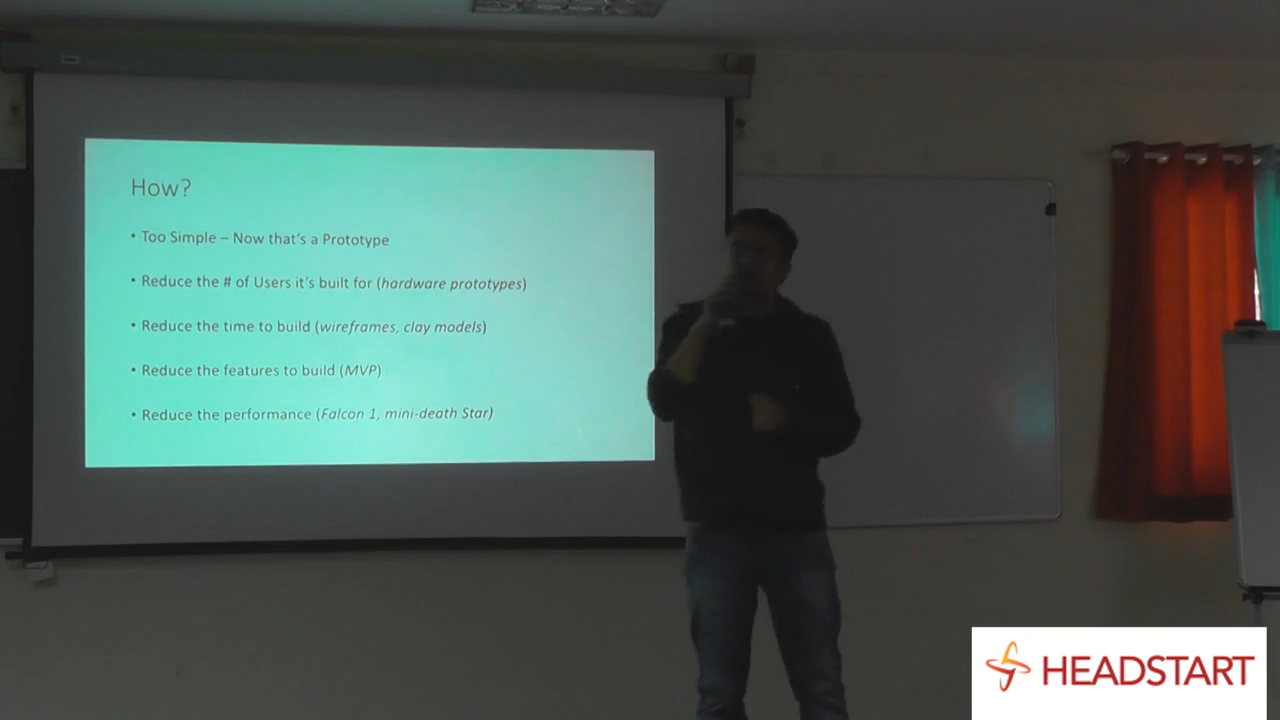 How?
• Too Simple – Now that's a Prototype
• Reduce the # of Users it's built for (hardware prototypes)
• Reduce the time to build (wireframes, clay models)
• Reduce the features to build (MVP)
• Reduce the performance (Falcon 1, mini-death Star)
HEADSTART